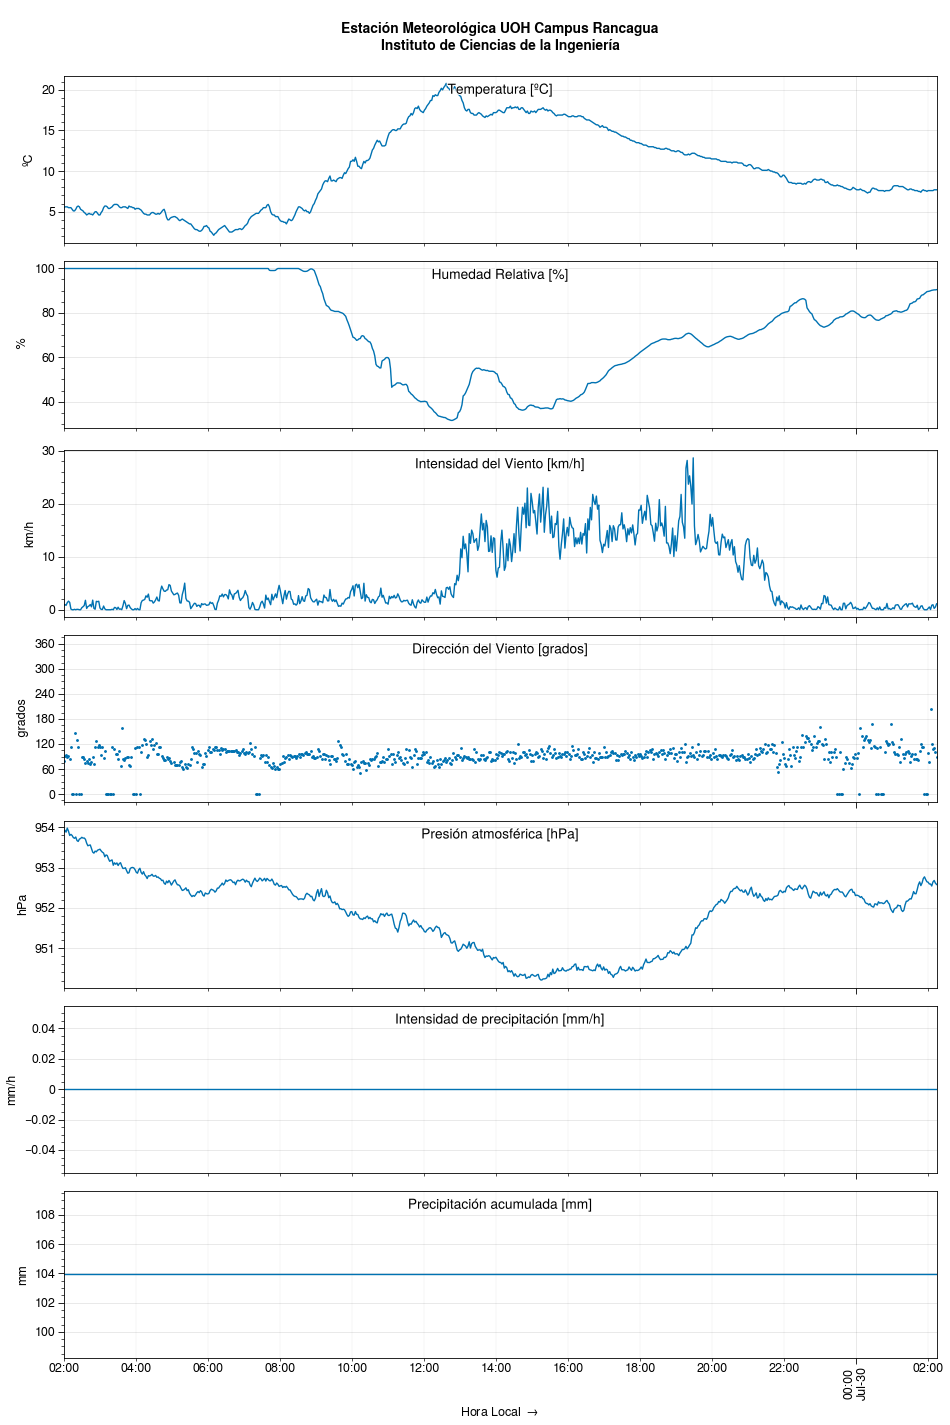 Estación Meteorológica UOH Campus Rancagua
Instituto de Ciencias de la Ingeniería
Temperatura [ºC]
20
15
10
5
ºC
Humedad Relativa [%]
100
80
60
40
%
Intensidad del Viento [km/h]
30
20
10
0
km/h
Dirección del Viento [grados]
360
300
240
180
120
60
0
grados
Presión atmosférica [hPa]
954
953
952
951
hPa
Intensidad de precipitación [mm/h]
0.04
0.02
0
−0.02
−0.04
mm/h
Precipitación acumulada [mm]
108
106
104
102
100
mm
02:00 04:00 06:00 08:00 10:00 12:00 14:00 16:00 18:00 20:00 22:00 00:00 02:00
Jul-30
Hora Local →